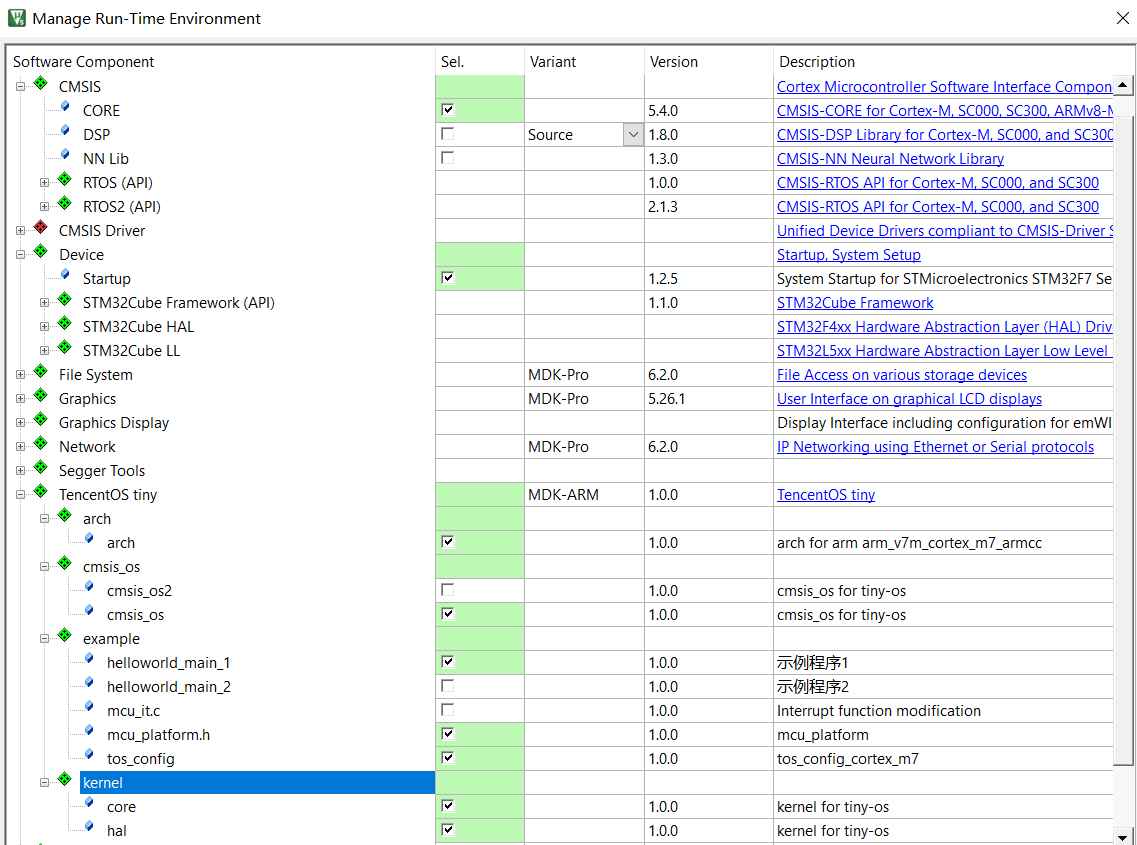 Manage Run-Time Environment
Software Component Sel. Variant Version Description
CMSIS Cortex Microcontroller Software Interface Compon
CORE 5.4.0 CMSIS-CORE for Cortex-M, SC000, SC300, ARMv8-M
DSP Source 1.8.0 CMSIS-DSP Library for Cortex-M, SC000, and SC300
NN Lib 1.3.0 CMSIS-NN Neural Network Library
RTOS (API) 1.0.0 CMSIS-RTOS API for Cortex-M, SC000, and SC300
RTOS2 (API) 2.1.3 CMSIS-RTOS API for Cortex-M, SC000, and SC300
CMSIS Driver Unified Device Drivers compliant to CMSIS-Driver S
Device Startup, System Setup
Startup 1.2.5 System Startup for STMicroelectronics STM32F7 Se
STM32Cube Framework (API) 1.1.0 STM32Cube Framework
STM32Cube HAL STM32F4xx Hardware Abstraction Layer (HAL) Driv
STM32Cube LL STM32L5xx Hardware Abstraction Layer Low Level
File System MDK-Pro 6.2.0 File Access on various storage devices
Graphics MDK-Pro 5.26.1 User Interface on graphical LCD displays
Graphics Display Display Interface including configuration for emWI
Network MDK-Pro 6.2.0 IP Networking using Ethernet or Serial protocols
Segger Tools
TencentOS tiny MDK-ARM 1.0.0 TencentOS tiny
arch
arch 1.0.0 arch for arm arm_v7m_cortex_m7_armcc
cmsis_os
cmsis_os2 1.0.0 cmsis_os for tiny-os
cmsis_os 1.0.0 cmsis_os for tiny-os
example
helloworld_main_1 1.0.0 示例程序1
helloworld_main_2 1.0.0 示例程序2
mcu_it.c 1.0.0 Interrupt function modification
mcu_platform.h 1.0.0 mcu_platform
tos_config 1.0.0 tos_config_cortex_m7
kernel
core 1.0.0 kernel for tiny-os
hal 1.0.0 kernel for tiny-os